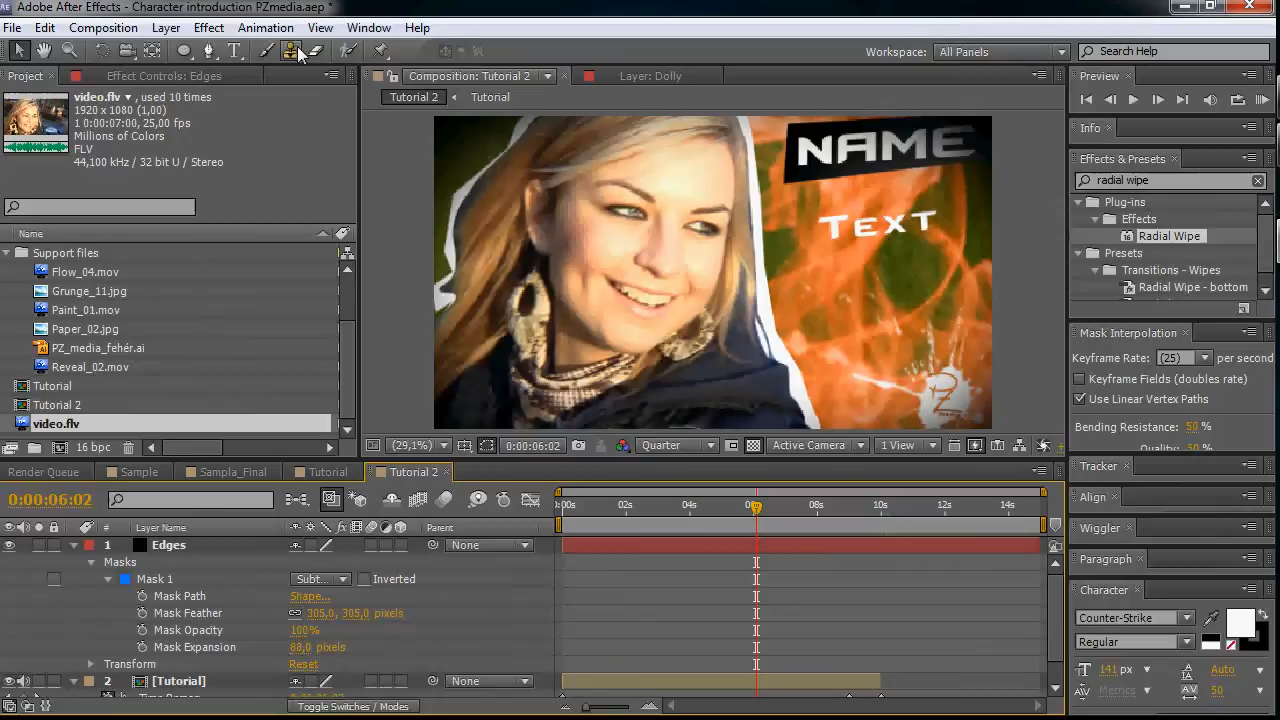 Adobe After Effects - Character introduction PZmedia.aep *
File Edit Composition Layer Effect Animation View Window Help
Workspace: All Panels Search Help
Project Effect Controls: Edges Composition: Tutorial 2 Layer: Dolly Preview
video.flv ▼, used 10 times
1920 x 1080 (1,00)
Δ 0:00:07:00, 25,00 fps
Millions of Colors
FLV
44,100 kHz / 32 bit U / Stereo
Tutorial 2 Tutorial
NAME
TEXT
PZ
Name
Support files
Flow_04.mov
Grunge_11.jpg
Paint_01.mov
Paper_02.jpg
PZ_media_fehér.ai
Reveal_02.mov
Tutorial
Tutorial 2
video.flv
16 bpc
(29,1%) 0:00:06:02 Quarter Active Camera 1 View
Info
Effects & Presets
radial wipe
Plug-ins
Effects
Radial Wipe
Presets
Transitions - Wipes
Radial Wipe - bottom
Mask Interpolation
Keyframe Rate: (25) per second
Keyframe Fields (doubles rate)
Use Linear Vertex Paths
Bending Resistance: 50 %
Quality: 50 %
Tracker
Align
Wiggler
Paragraph
Character
Counter-Strike
Regular
141 px Auto
Metrics 50
Render Queue Sample Sampla_Final Tutorial Tutorial 2
0:00:06:02
:00s 02s 04s 06s 08s 10s 12s 14s
# Layer Name Parent
1 Edges None
Masks
Mask 1 Subt... Inverted
Mask Path Shape...
Mask Feather 305,0, 305,0 pixels
Mask Opacity 100%
Mask Expansion 88,0 pixels
Transform Reset
2 [Tutorial] None
Time Remap 0:00:06:02
Toggle Switches / Modes